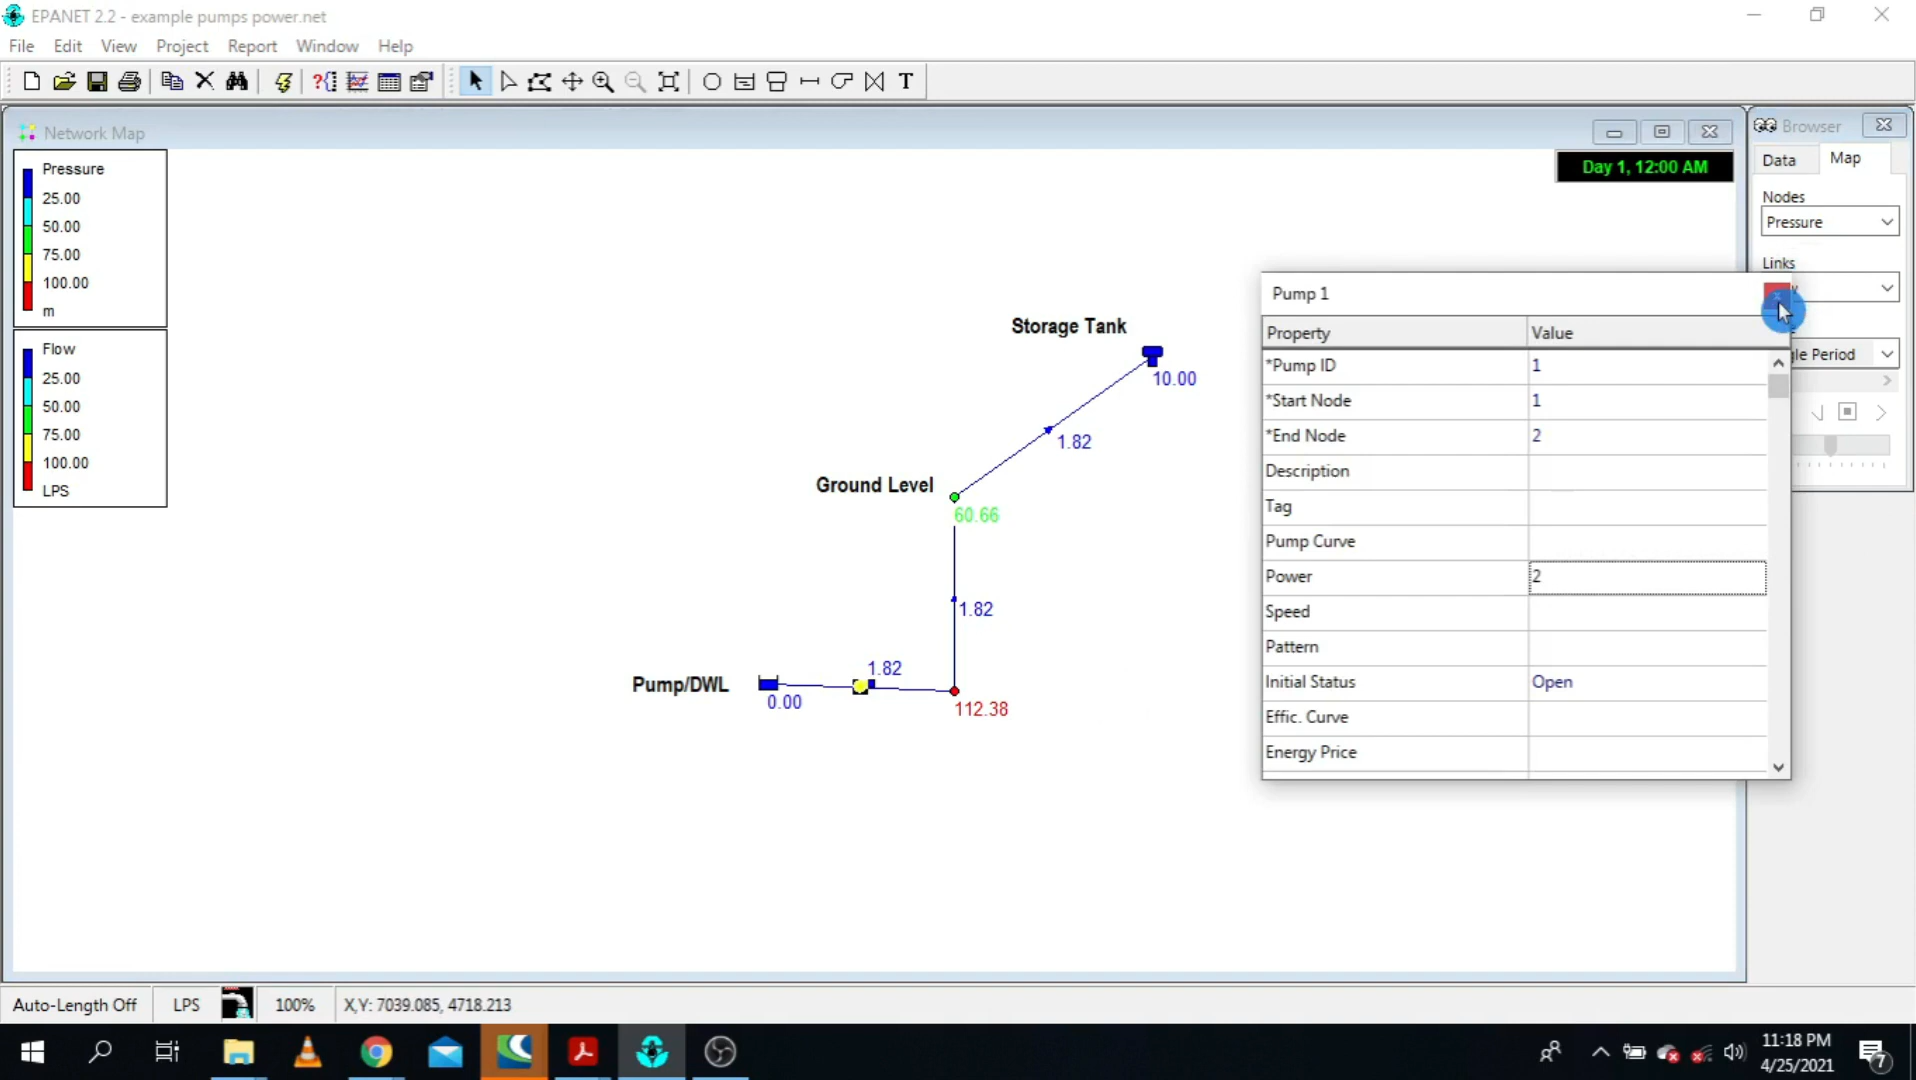 EPANET 2.2 - example pumps power.net
File Edit View Project Report Window Help
Network Map
Browser
Day 1, 12:00 AM
Data Map
Pressure
25.00
50.00
75.00
100.00
m
Flow
25.00
50.00
75.00
100.00
LPS
Nodes
Pressure
Links
Storage Tank
10.00
1.82
Ground Level
60.66
1.82
Pump/DWL
0.00
1.82
112.38
Pump 1
Property Value
*Pump ID 1
*Start Node 1
*End Node 2
Description
Tag
Pump Curve
Power 2
Speed
Pattern
Initial Status Open
Effic. Curve
Energy Price
gle Period
Auto-Length Off LPS 100% X,Y: 7039.085, 4718.213
11:18 PM
4/25/2021
7